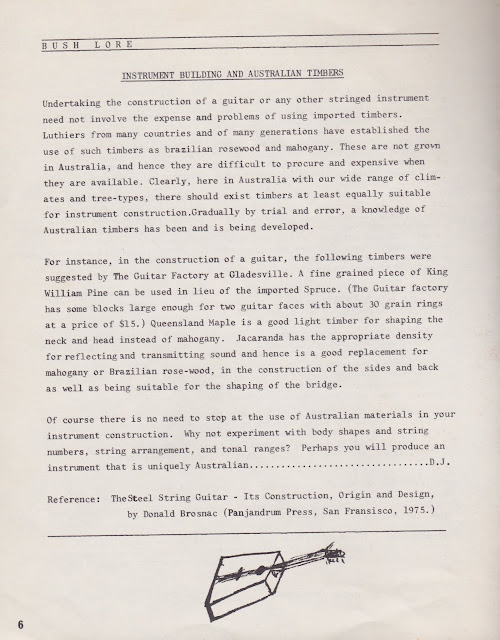 BUSH LORE
INSTRUMENT BUILDING AND AUSTRALIAN TIMBERS
Undertaking the construction of a guitar or any other stringed instrument
need not involve the expense and problems of using imported timbers.
Luthiers from many countries and of many generations have established the
use of such timbers as brazilian rosewood and mahogany. These are not grown
in Australia, and hence they are difficult to procure and expensive when
they are available. Clearly, here in Australia with our wide range of clim-
ates and tree-types, there should exist timbers at least equally suitable
for instrument construction.Gradually by trial and error, a knowledge of
Australian timbers has been and is being developed.
For instance, in the construction of a guitar, the following timbers were
suggested by The Guitar Factory at Gladesville. A fine grained piece of King
William Pine can be used in lieu of the imported Spruce. (The Guitar factory
has some blocks large enough for two guitar faces with about 30 grain rings
at a price of $15.) Queensland Maple is a good light timber for shaping the
neck and head instead of mahogany. Jacaranda has the appropriate density
for reflecting and transmitting sound and hence is a good replacement for
mahogany or Brazilian rose-wood, in the construction of the sides and back
as well as being suitable for the shaping of the bridge.
Of course there is no need to stop at the use of Australian materials in your
instrument construction. Why not experiment with body shapes and string
numbers, string arrangement, and tonal ranges? Perhaps you will produce an
instrument that is uniquely Australian................................D.J.
Reference: TheSteel String Guitar - Its Construction, Origin and Design,
by Donald Brosnac (Panjandrum Press, San Fransisco, 1975.)
6